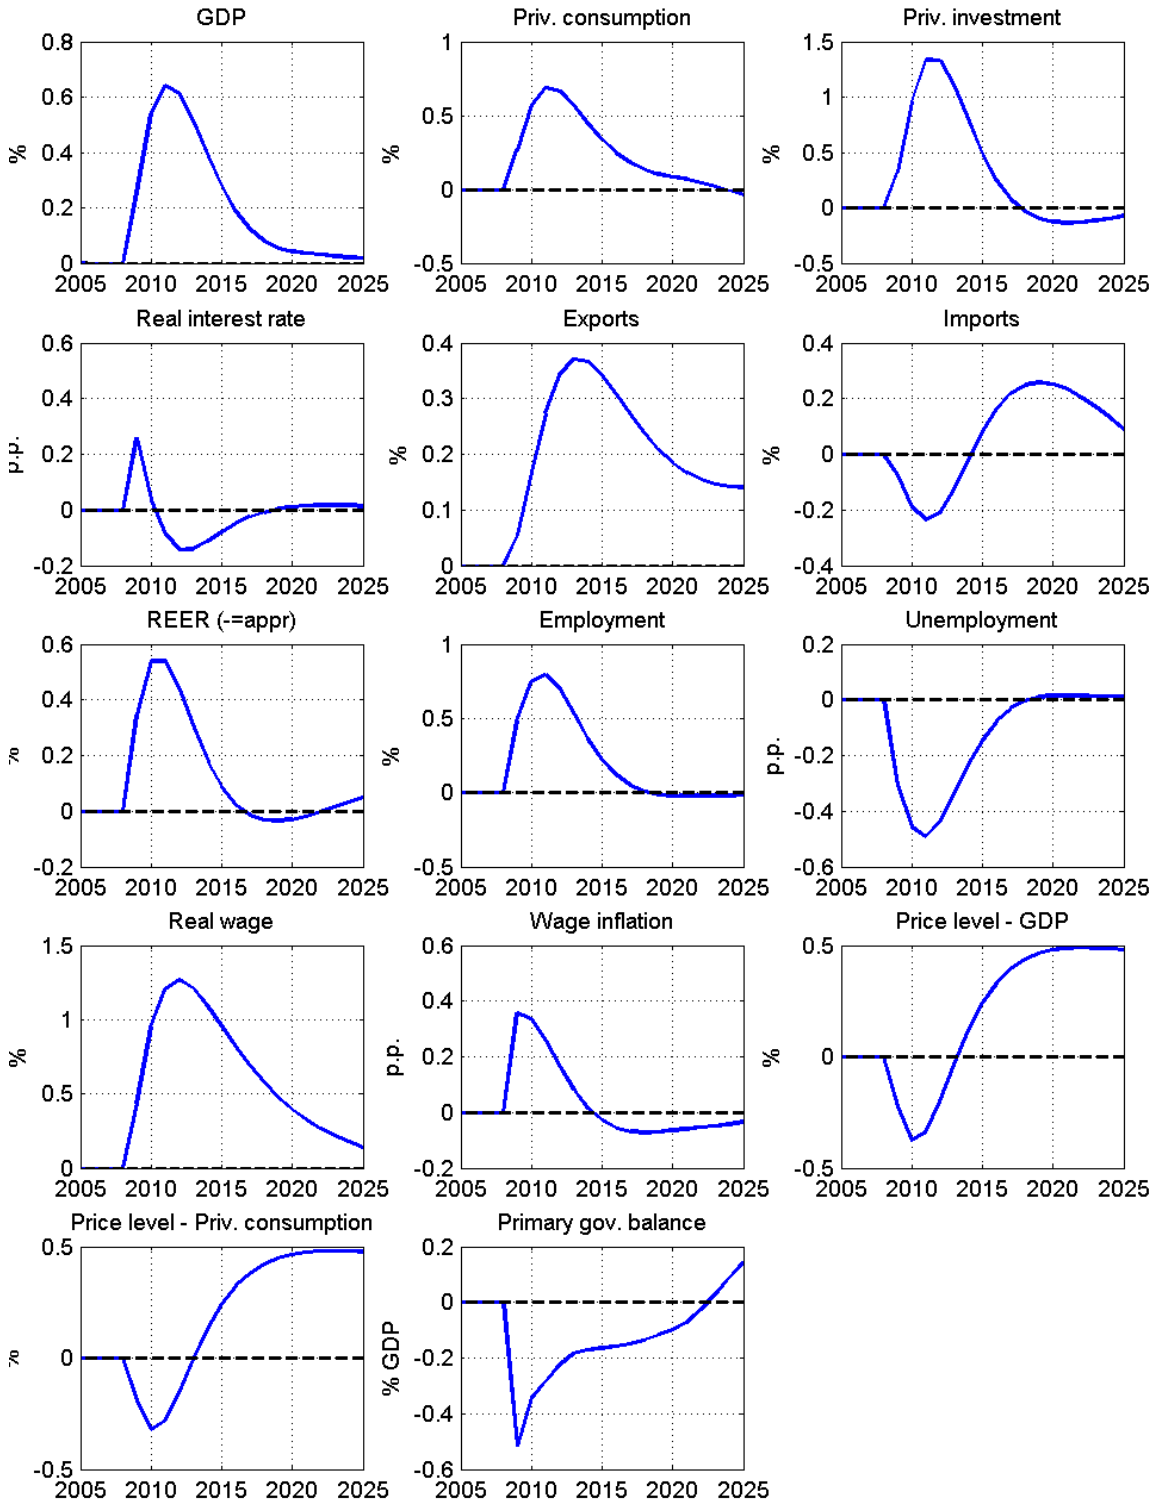 GDP
Priv. consumption
Priv. investment
0.8
0.6
0.4
0.2
0
%
2005 2010 2015 2020 2025
1
0.5
0
-0.5
%
2005 2010 2015 2020 2025
1.5
1
0.5
0
-0.5
%
2005 2010 2015 2020 2025
Real interest rate
Exports
Imports
0.6
0.4
0.2
0
-0.2
p.p.
2005 2010 2015 2020 2025
0.4
0.3
0.2
0.1
0
%
2005 2010 2015 2020 2025
0.4
0.2
0
-0.2
-0.4
%
2005 2010 2015 2020 2025
REER (-=appr)
Employment
Unemployment
0.6
0.4
0.2
0
-0.2
%
2005 2010 2015 2020 2025
1
0.5
0
-0.5
%
2005 2010 2015 2020 2025
0.2
0
-0.2
-0.4
-0.6
p.p.
2005 2010 2015 2020 2025
Real wage
Wage inflation
Price level - GDP
1.5
1
0.5
0
%
2005 2010 2015 2020 2025
0.6
0.4
0.2
0
-0.2
p.p.
2005 2010 2015 2020 2025
0.5
0
-0.5
%
2005 2010 2015 2020 2025
Price level - Priv. consumption
Primary gov. balance
0.5
0
-0.5
%
2005 2010 2015 2020 2025
0.2
0
-0.2
-0.4
-0.6
% GDP
2005 2010 2015 2020 2025